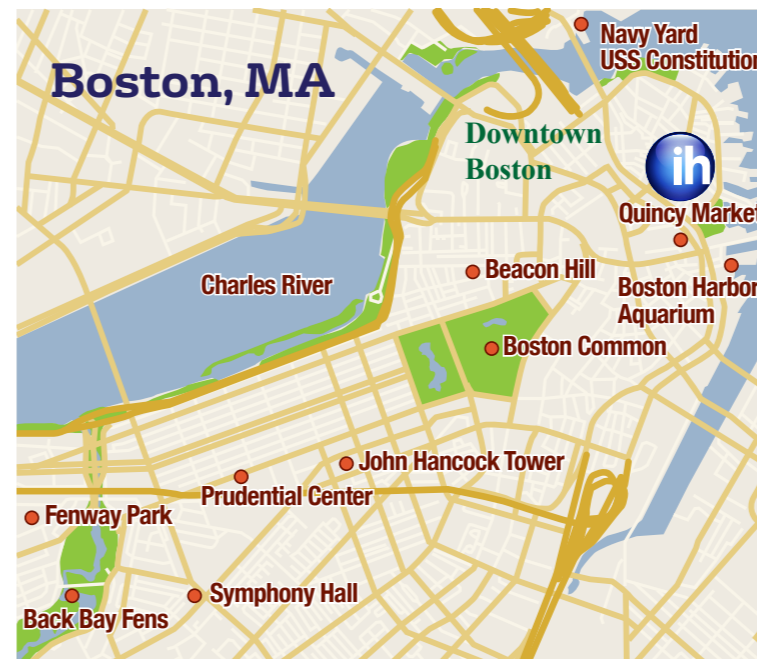 Boston, MA
Navy Yard
USS Constitution
Downtown
Boston
ih
Quincy Market
Beacon Hill
Charles River
Boston Harbor
Aquarium
Boston Common
John Hancock Tower
Prudential Center
Fenway Park
Symphony Hall
Back Bay Fens